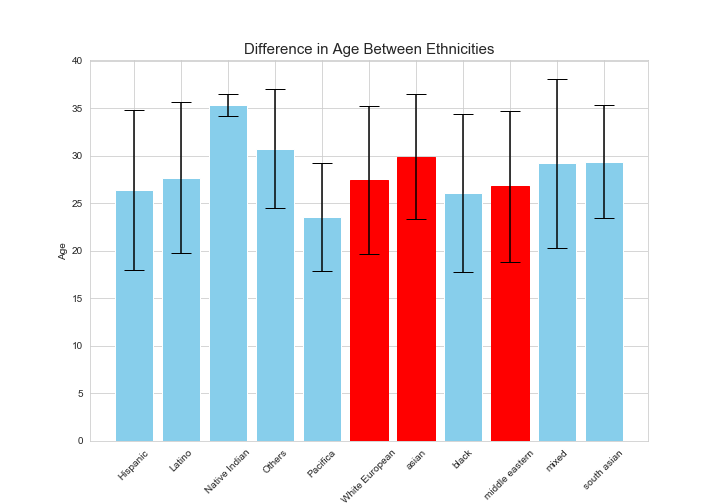 Difference in Age Between Ethnicities
40
35
30
25
20
15
10
5
0
Age
Hispanic
Latino
Native Indian
Others
Pacifica
White European
asian
black
middle eastern
mixed
south asian